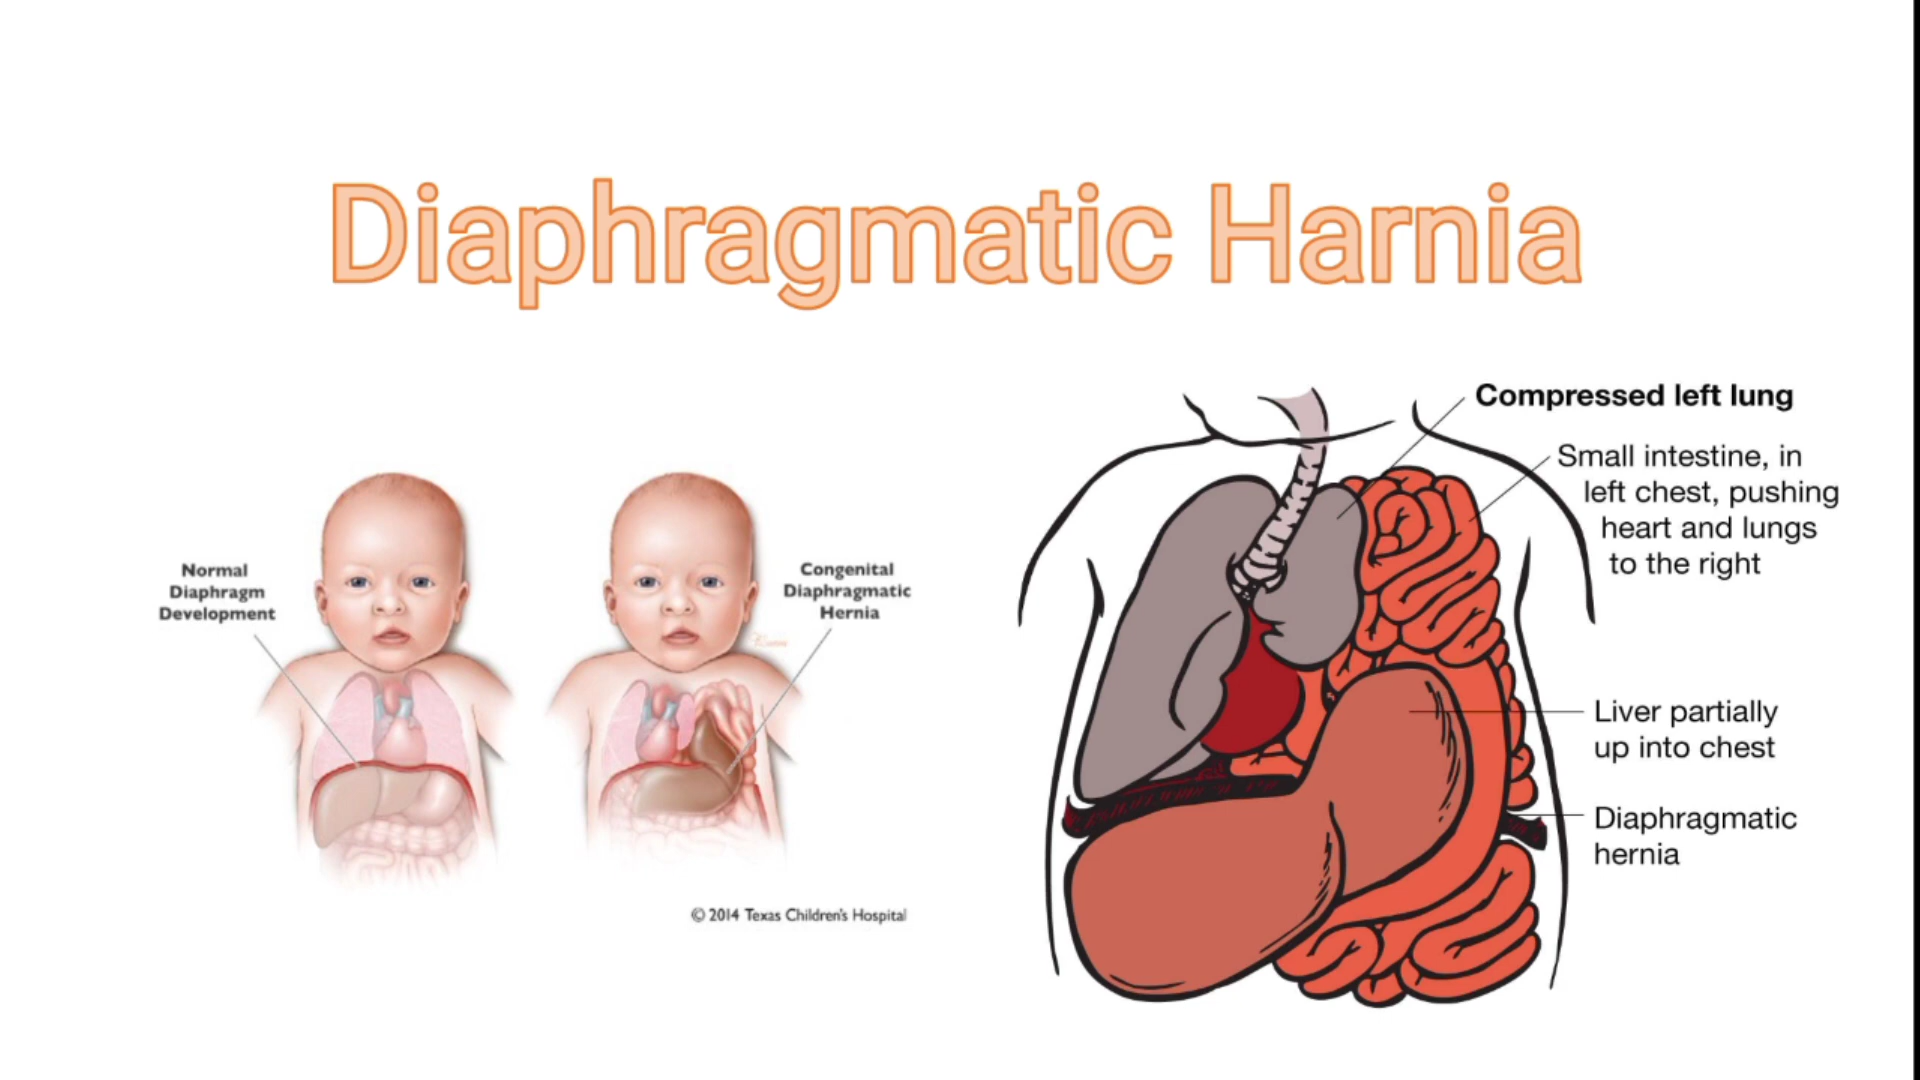 Diaphragmatic Harnia
Normal
Diaphragm
Development
Congenital
Diaphragmatic
Hernia
© 2014 Texas Children's Hospital
Compressed left lung
Small intestine, in
left chest, pushing
heart and lungs
to the right
Liver partially
up into chest
Diaphragmatic
hernia